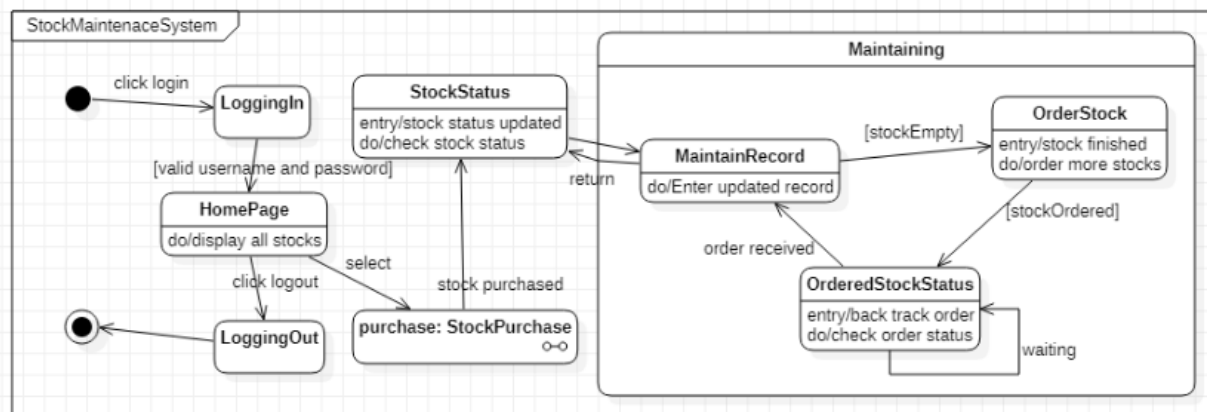 StockMaintenaceSystem
Maintaining
click login
LoggingIn
StockStatus
entry/stock status updated
do/check stock status
[valid username and password]
HomePage
do/display all stocks
click logout
select
stock purchased
LoggingOut
purchase: StockPurchase
return
MaintainRecord
do/Enter updated record
[stockEmpty]
OrderStock
entry/stock finished
do/order more stocks
[stockOrdered]
order received
OrderedStockStatus
entry/back track order
do/check order status
waiting